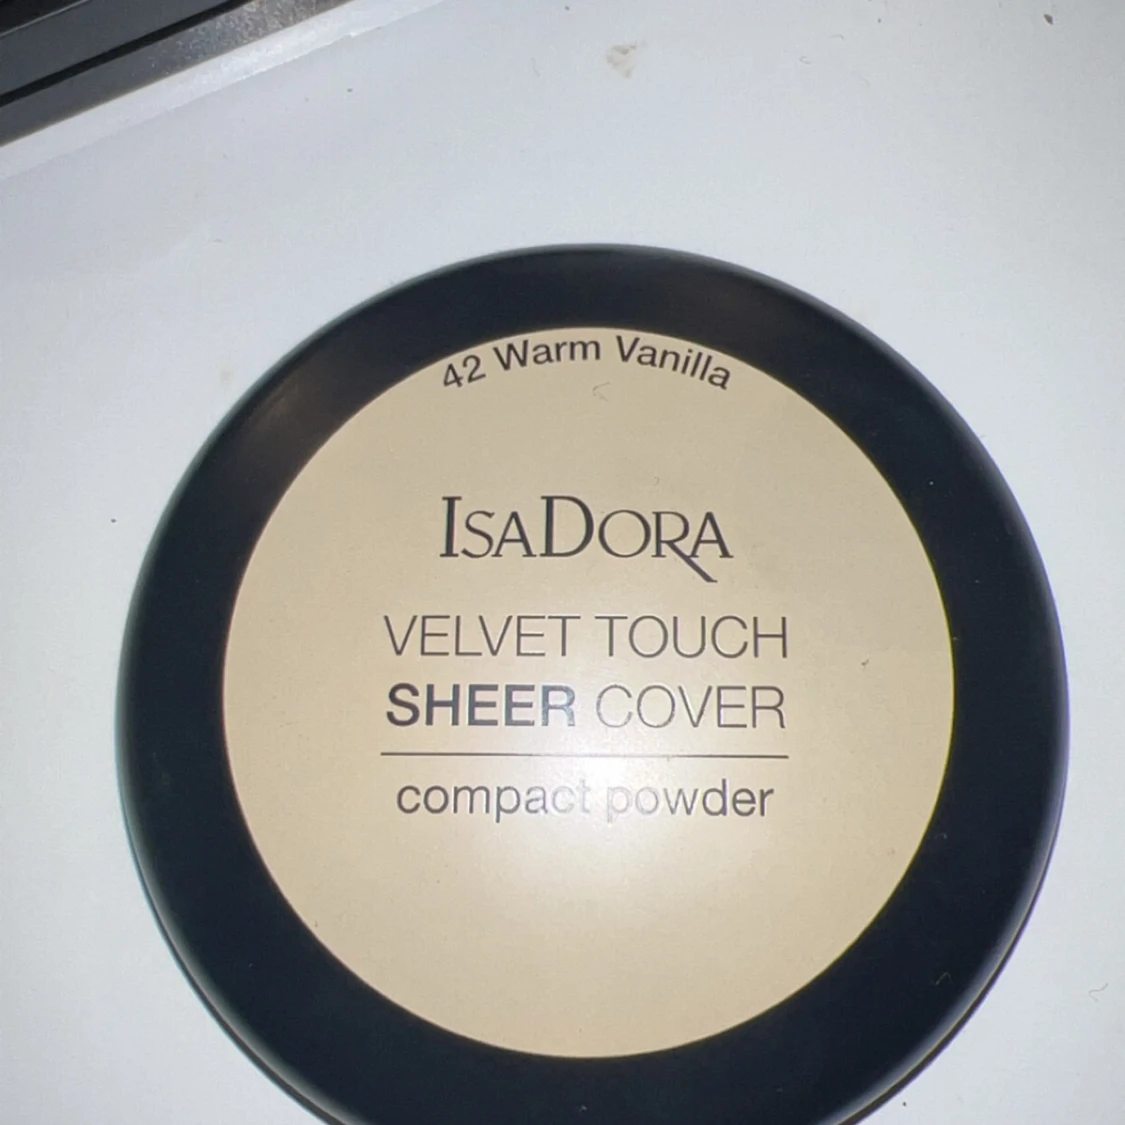 42 Warm Vanilla
ISADORA
VELVET TOUCH
SHEER COVER
compact powder